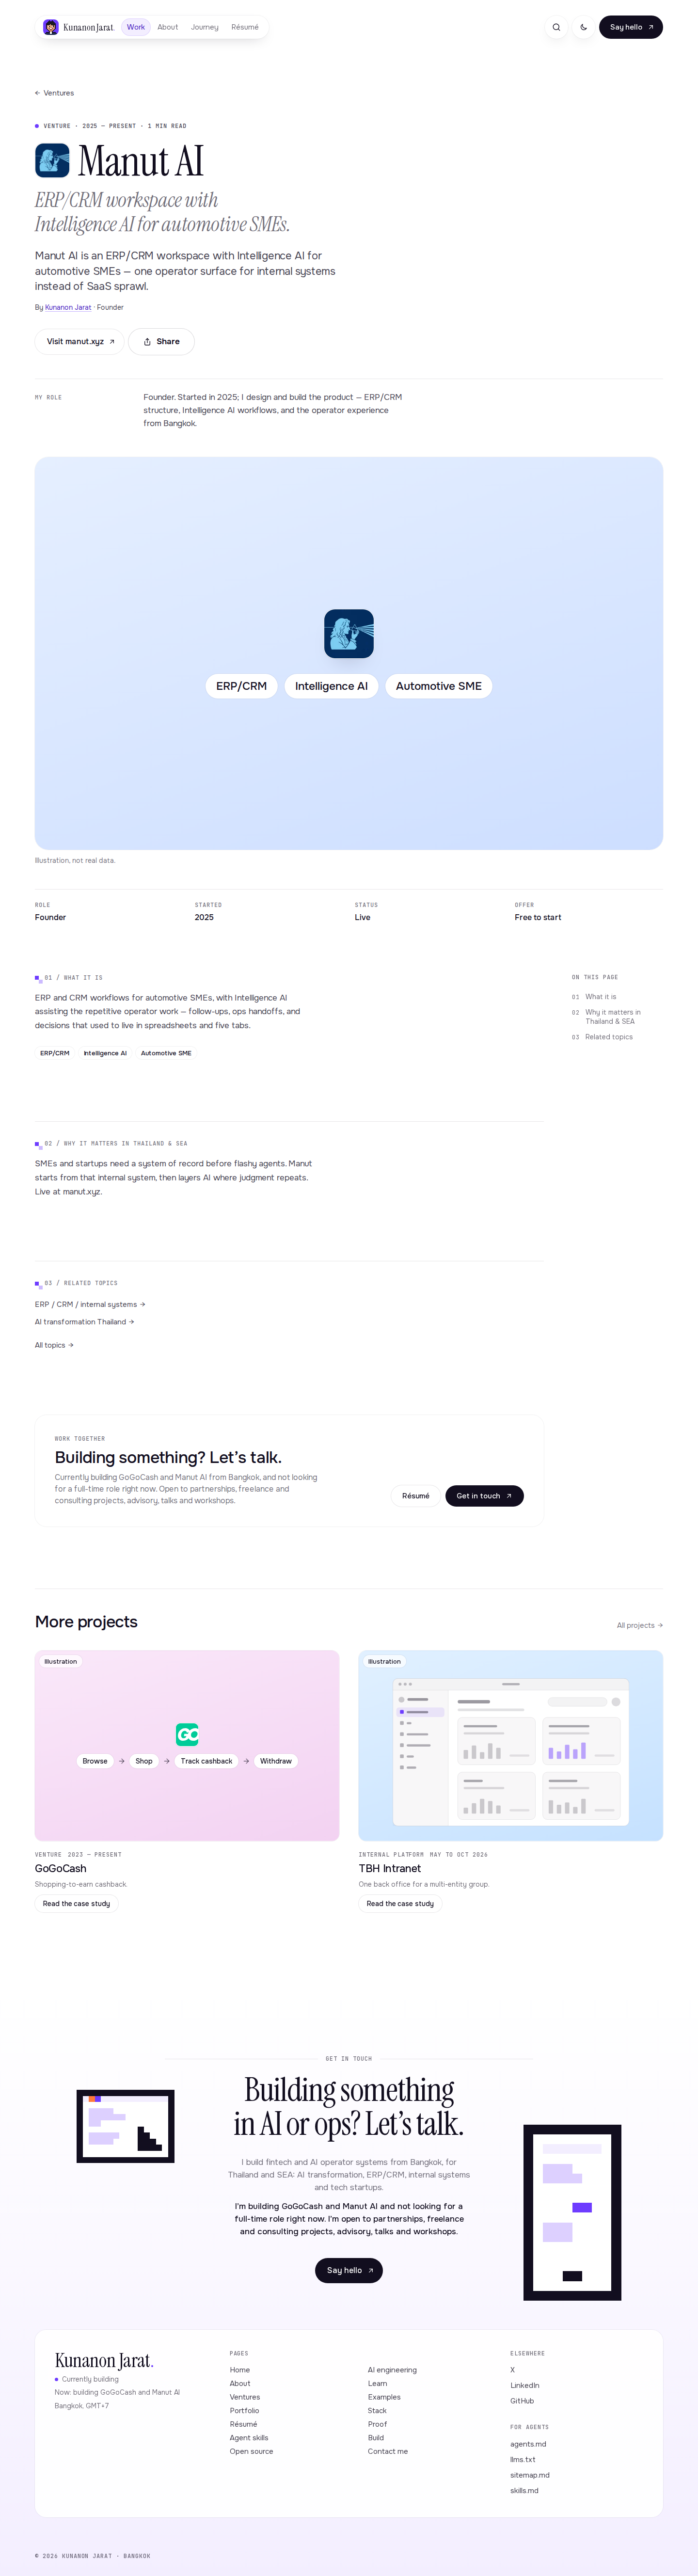 Kunanon Jarat. Work About Journey Résumé Say hello
← Ventures
VENTURE · 2025 — PRESENT · 1 MIN READ
Manut AI
ERP/CRM workspace with
Intelligence AI for automotive SMEs.
Manut AI is an ERP/CRM workspace with Intelligence AI for
automotive SMEs — one operator surface for internal systems
instead of SaaS sprawl.
By Kunanon Jarat · Founder
Visit manut.xyz ↗ Share
MY ROLE
Founder. Started in 2025; I design and build the product — ERP/CRM
structure, Intelligence AI workflows, and the operator experience
from Bangkok.
ERP/CRM Intelligence AI Automotive SME
Illustration, not real data.
ROLE STARTED STATUS OFFER
Founder 2025 Live Free to start
01 / WHAT IT IS
ERP and CRM workflows for automotive SMEs, with Intelligence AI
assisting the repetitive operator work — follow-ups, ops handoffs, and
decisions that used to live in spreadsheets and five tabs.
ERP/CRM Intelligence AI Automotive SME
ON THIS PAGE
01 What it is
02 Why it matters in
Thailand & SEA
03 Related topics
02 / WHY IT MATTERS IN THAILAND & SEA
SMEs and startups need a system of record before flashy agents. Manut
starts from that internal system, then layers AI where judgment repeats.
Live at manut.xyz.
03 / RELATED TOPICS
ERP / CRM / internal systems →
AI transformation Thailand →
All topics →
WORK TOGETHER
Building something? Let’s talk.
Currently building GoGoCash and Manut AI from Bangkok, and not looking
for a full-time role right now. Open to partnerships, freelance and
consulting projects, advisory, talks and workshops.
Résumé Get in touch ↗
More projects
All projects →
Illustration
GO
Browse → Shop → Track cashback → Withdraw
VENTURE 2023 — PRESENT
GoGoCash
Shopping-to-earn cashback.
Read the case study
Illustration
INTERNAL PLATFORM MAY TO OCT 2026
TBH Intranet
One back office for a multi-entity group.
Read the case study
GET IN TOUCH
Building something
in AI or ops? Let’s talk.
I build fintech and AI operator systems from Bangkok, for
Thailand and SEA: AI transformation, ERP/CRM, internal systems
and tech startups.
I’m building GoGoCash and Manut AI and not looking for a
full-time role right now. I’m open to partnerships, freelance
and consulting projects, advisory, talks and workshops.
Say hello ↗
Kunanon Jarat.
Currently building
Now: building GoGoCash and Manut AI
Bangkok, GMT+7
PAGES
Home
About
Ventures
Portfolio
Résumé
Agent skills
Open source
AI engineering
Learn
Examples
Stack
Proof
Build
Contact me
ELSEWHERE
X
LinkedIn
GitHub
FOR AGENTS
agents.md
llms.txt
sitemap.md
skills.md
© 2026 KUNANON JARAT · BANGKOK